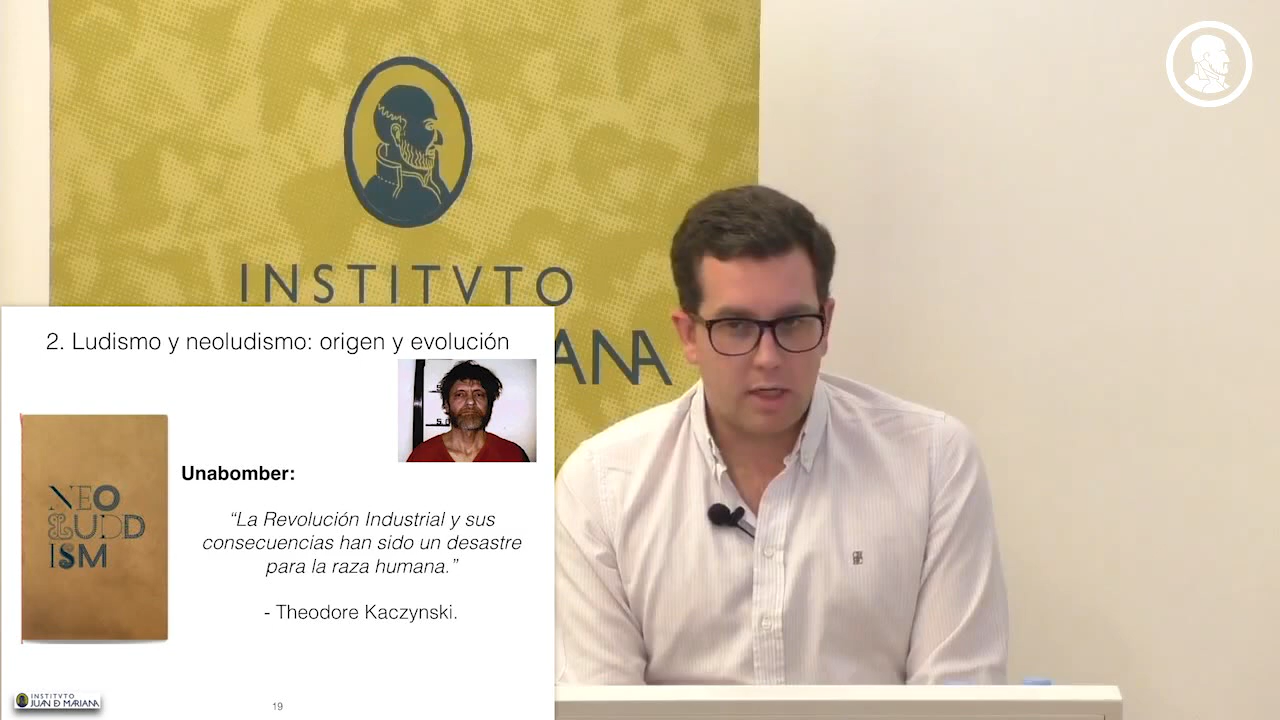 INSTITVTO
ANA
2. Ludismo y neoludismo: origen y evolución
NEO
LUDD
ISM
Unabomber:
“La Revolución Industrial y sus
consecuencias han sido un desastre
para la raza humana.”
- Theodore Kaczynski.
INSTITVTO
JUAN DE MARIANA
19